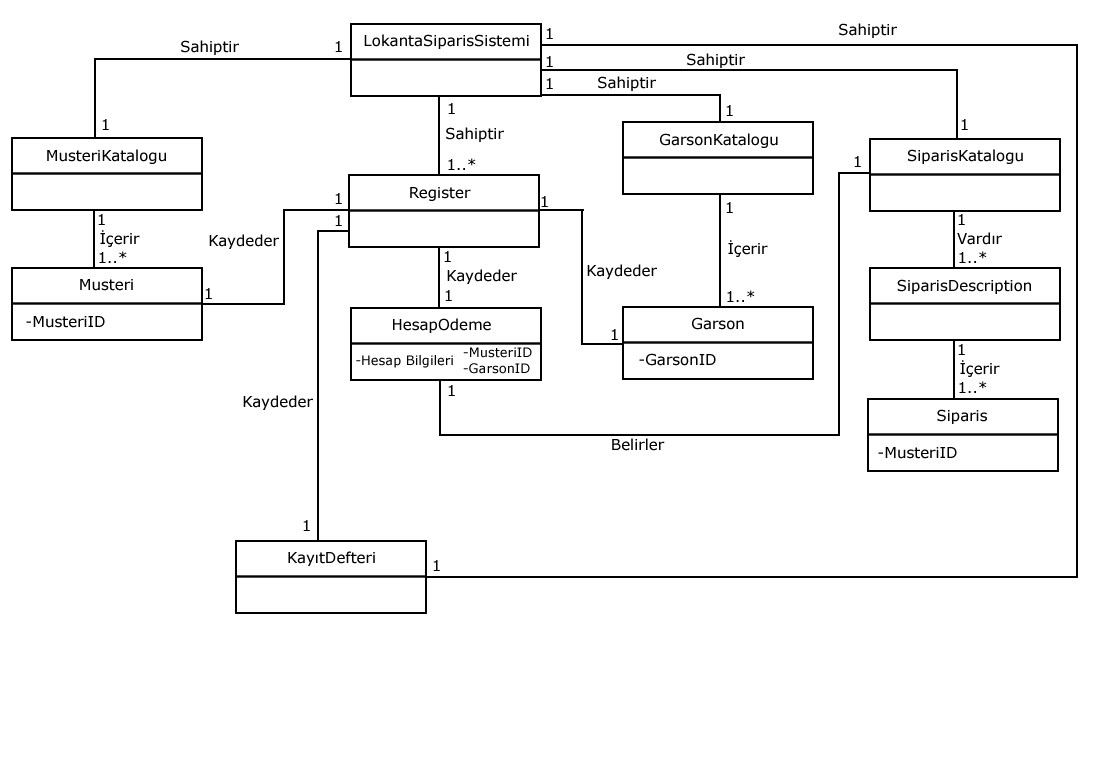 Sahiptir
1
LokantaSiparisSistemi
1
Sahiptir
1
Sahiptir
1
Sahiptir
1
Sahiptir
1..*
1
MusteriKatalogu
1
GarsonKatalogu
1
SiparisKatalogu
1
1
İçerir
1..*
Register
1
1
1
Kaydeder
1
İçerir
1..*
1
Vardır
1..*
Musteri
-MusteriID
1
1
Kaydeder
1
Kaydeder
1
HesapOdeme
-Hesap Bilgileri
-MusteriID
-GarsonID
1
Garson
-GarsonID
SiparisDescription
1
İçerir
1..*
Siparis
-MusteriID
Kaydeder
1
Belirler
1
KayıtDefteri
1